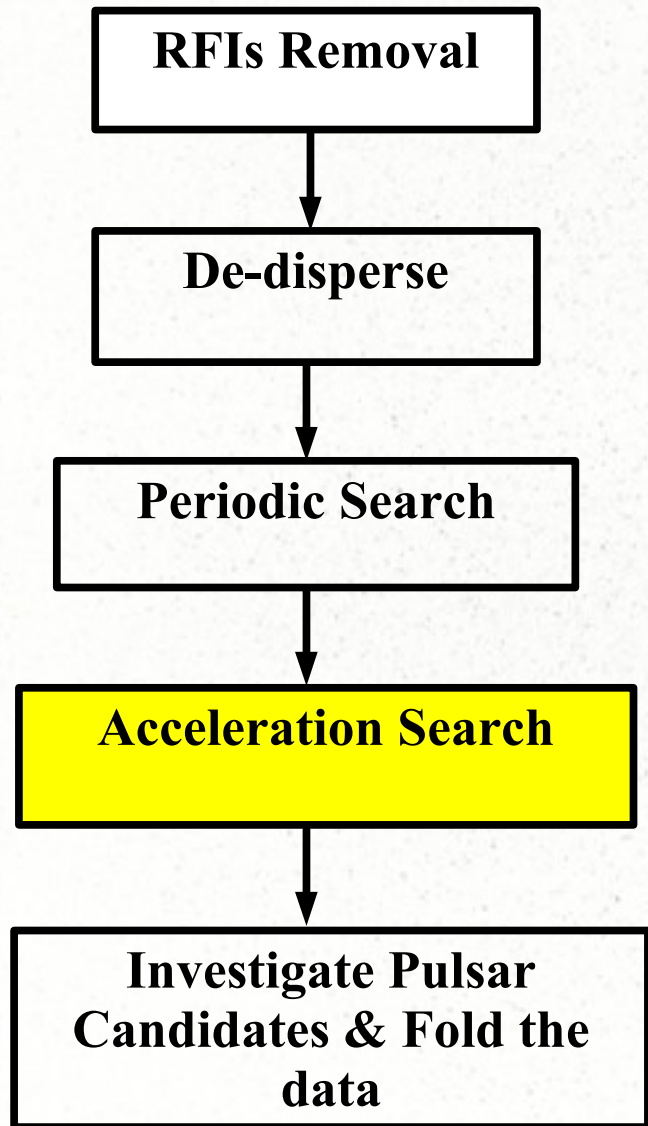 RFIs Removal
De-disperse
Periodic Search
Acceleration Search
Investigate Pulsar
Candidates & Fold the
data